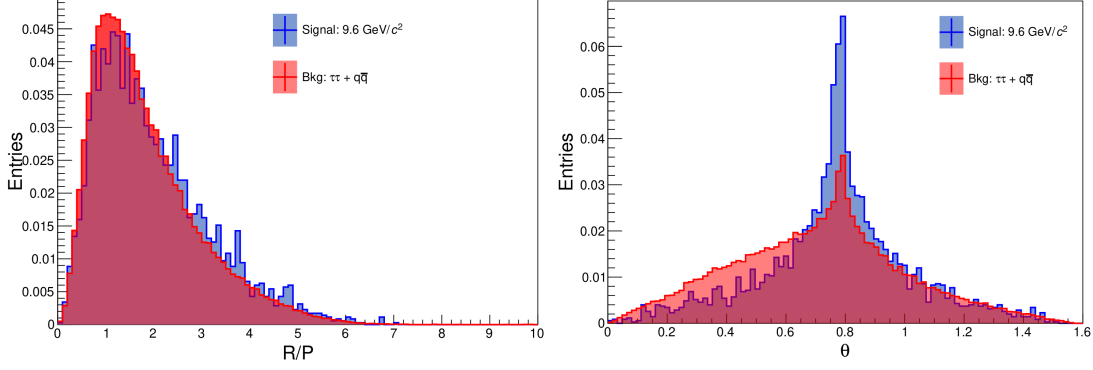 0.045
0.04
0.035
0.03
0.025
0.02
0.015
0.01
0.005
0
Entries
Signal: 9.6 GeV/c²
Bkg: ττ + qq̅
0 1 2 3 4 5 6 7 8 9 10
R/P
0.06
0.05
0.04
0.03
0.02
0.01
0
Entries
Signal: 9.6 GeV/c²
Bkg: ττ + qq̅
0 0.2 0.4 0.6 0.8 1 1.2 1.4 1.6
θ